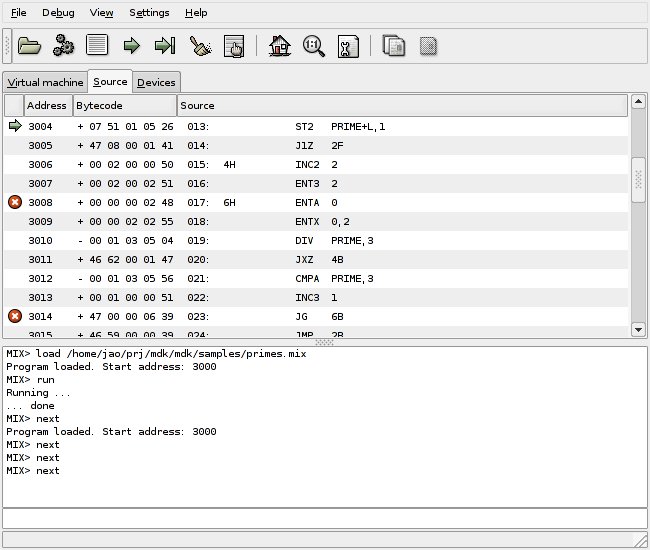 File Debug View Settings Help
1:1
Virtual machine Source Devices
Address Bytecode Source
3004 + 07 51 01 05 26 013: ST2 PRIME+L,1
3005 + 47 08 00 01 41 014: J1Z 2F
3006 + 00 02 00 00 50 015: 4H INC2 2
3007 + 00 02 00 02 51 016: ENT3 2
3008 + 00 00 00 02 48 017: 6H ENTA 0
3009 + 00 00 02 02 55 018: ENTX 0,2
3010 - 00 01 03 05 04 019: DIV PRIME,3
3011 + 46 62 00 01 47 020: JXZ 4B
3012 - 00 01 03 05 56 021: CMPA PRIME,3
3013 + 00 01 00 00 51 022: INC3 1
3014 + 47 00 00 06 39 023: JG 6B
3015 + 46 59 00 00 39 024: JMP 2B
MIX> load /home/jao/prj/mdk/mdk/samples/primes.mix
Program loaded. Start address: 3000
MIX> run
Running ...
... done
MIX> next
Program loaded. Start address: 3000
MIX> next
MIX> next
MIX> next